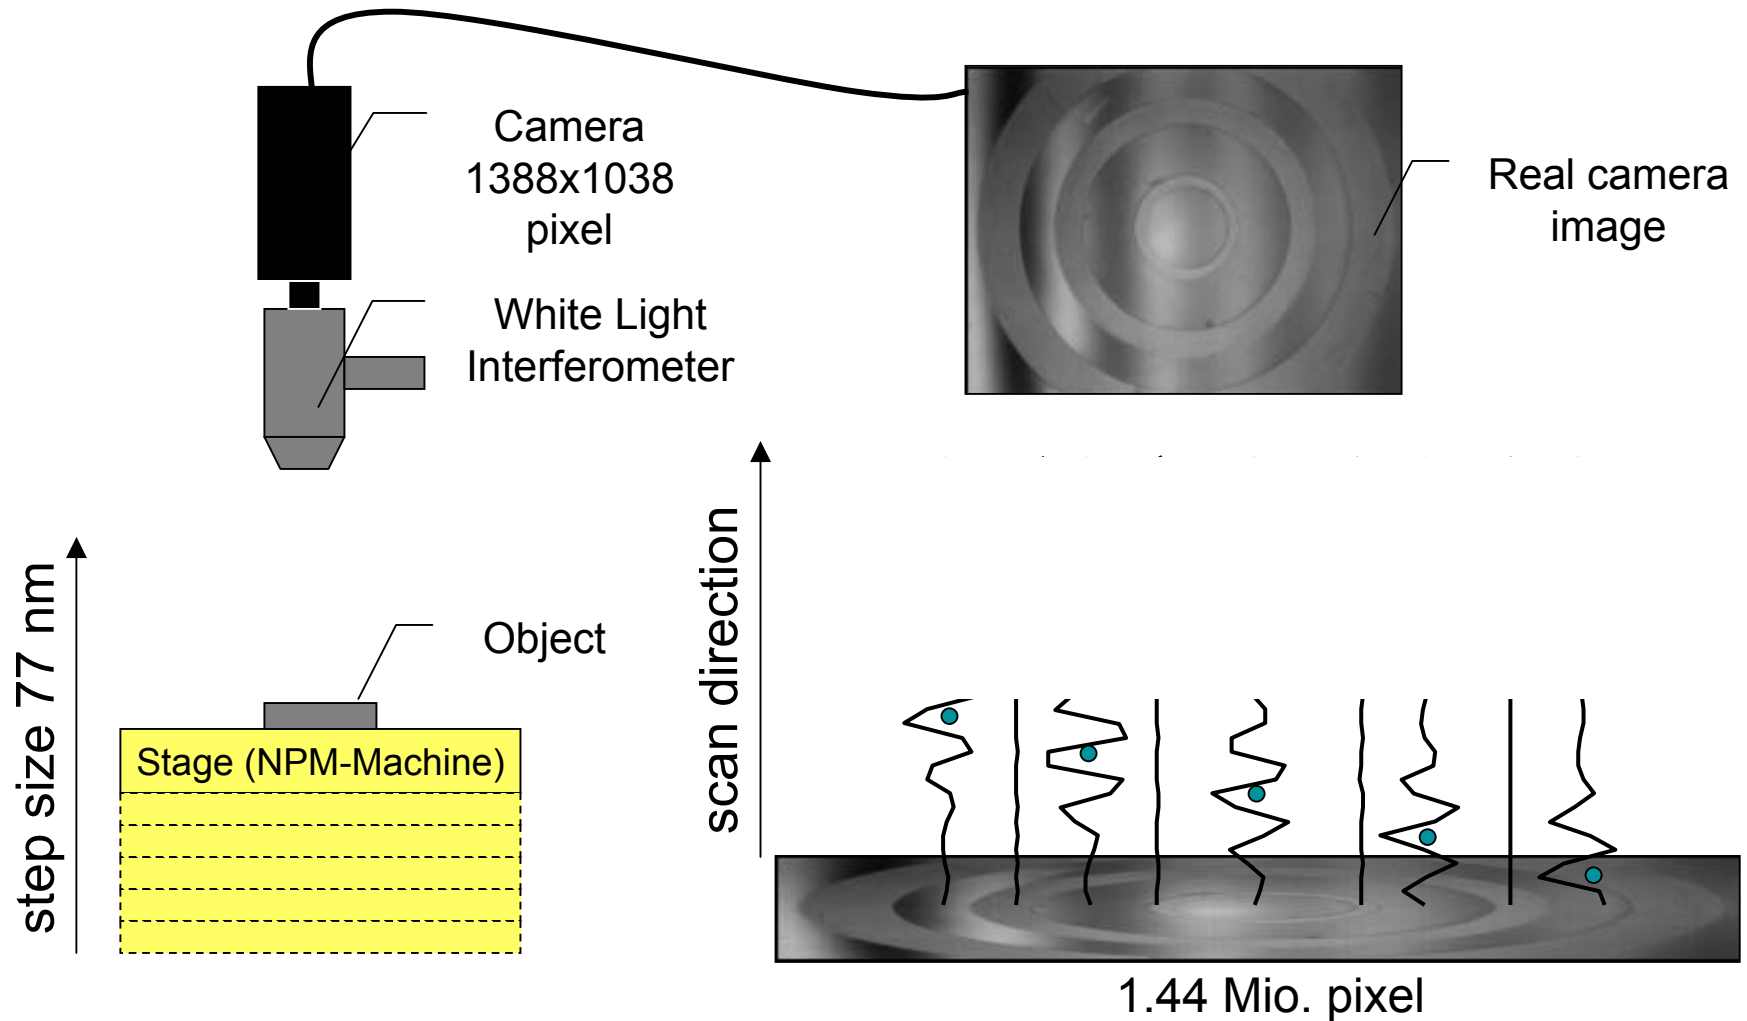 Camera
1388x1038
pixel
White Light
Interferometer
Real camera
image
step size 77 nm
Object
Stage (NPM-Machine)
scan direction
1.44 Mio. pixel